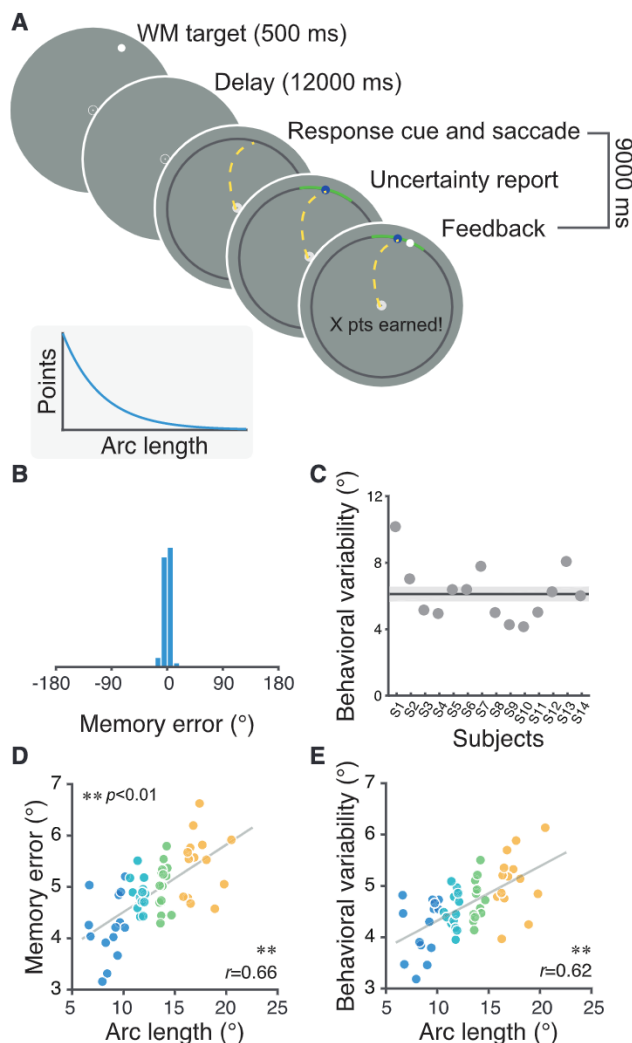 A
WM target (500 ms)
Delay (12000 ms)
Response cue and saccade
Uncertainty report
Feedback
9000 ms
X pts earned!
Points
Arc length
B
-180 -90 0 90 180
Memory error (°)
C
Behavioral variability (°)
12
8
4
0
S1 S2 S3 S4 S5 S6 S7 S8 S9 S10 S11 S12 S13 S14
Subjects
D
Memory error (°)
7
6
5
4
3
** p<0.01
**
r=0.66
5 10 15 20 25
Arc length (°)
E
Behavioral variability (°)
7
6
5
4
3
**
r=0.62
5 10 15 20 25
Arc length (°)